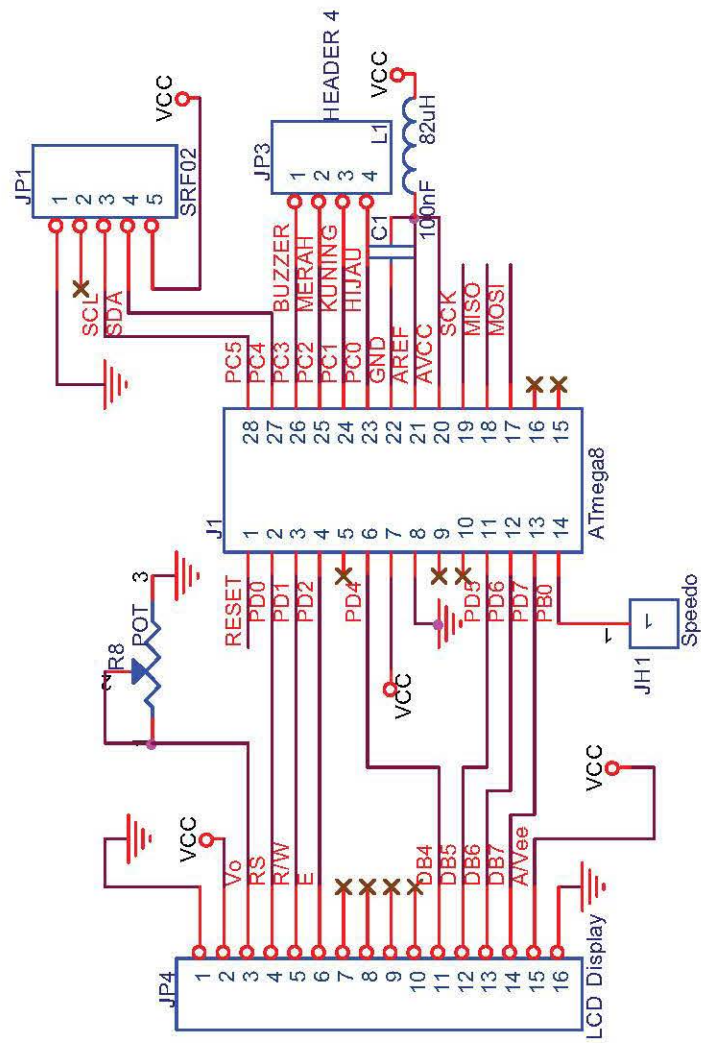 JP4
1
2
3
4
5
6
7
8
9
10
11
12
13
14
15
16
LCD Display
VCC
Vo
RS
R/W
E
DB4
DB5
DB6
DB7
A/Vee
VCC
R8
POT
1
2
3
RESET
PD0
PD1
PD2
PD4
VCC
PD5
PD6
PD7
PB0
J1
1
2
3
4
5
6
7
8
9
10
11
12
13
14
28
27
26
25
24
23
22
21
20
19
18
17
16
15
ATmega8
JH1
1
1
Speedo
PC5
PC4
PC3
PC2
PC1
PC0
GND
AREF
AVCC
SCL
SDA
BUZZER
MERAH
KUNING
HIJAU
SCK
MISO
MOSI
C1
100nF
L1
82uH
VCC
JP1
1
2
3
4
5
SRF02
VCC
JP3
1
2
3
4
HEADER 4